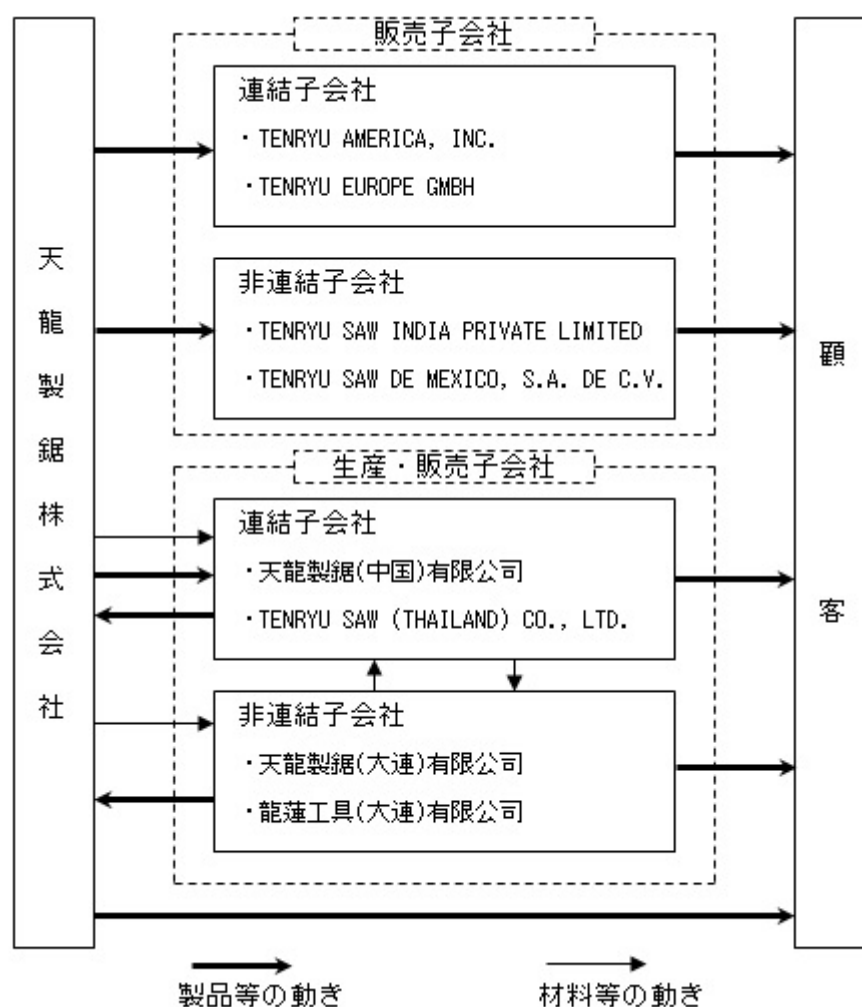 天龍製鋸株式会社
販売子会社
連結子会社
・TENRYU AMERICA, INC.
・TENRYU EUROPE GMBH
非連結子会社
・TENRYU SAW INDIA PRIVATE LIMITED
・TENRYU SAW DE MEXICO, S.A. DE C.V.
生産・販売子会社
連結子会社
・天龍製鋸(中国)有限公司
・TENRYU SAW (THAILAND) CO., LTD.
非連結子会社
・天龍製鋸(大連)有限公司
・龍蓮工具(大連)有限公司
顧客
製品等の動き
材料等の動き